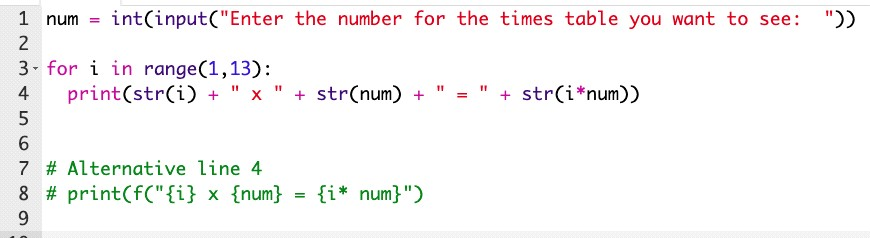 1 num = int(input("Enter the number for the times table you want to see:  "))
2
3 for i in range(1,13):
4   print(str(i) + " x " + str(num) + " = " + str(i*num))
5
6
7 # Alternative line 4
8 # print(f("{i} x {num} = {i* num}")
9